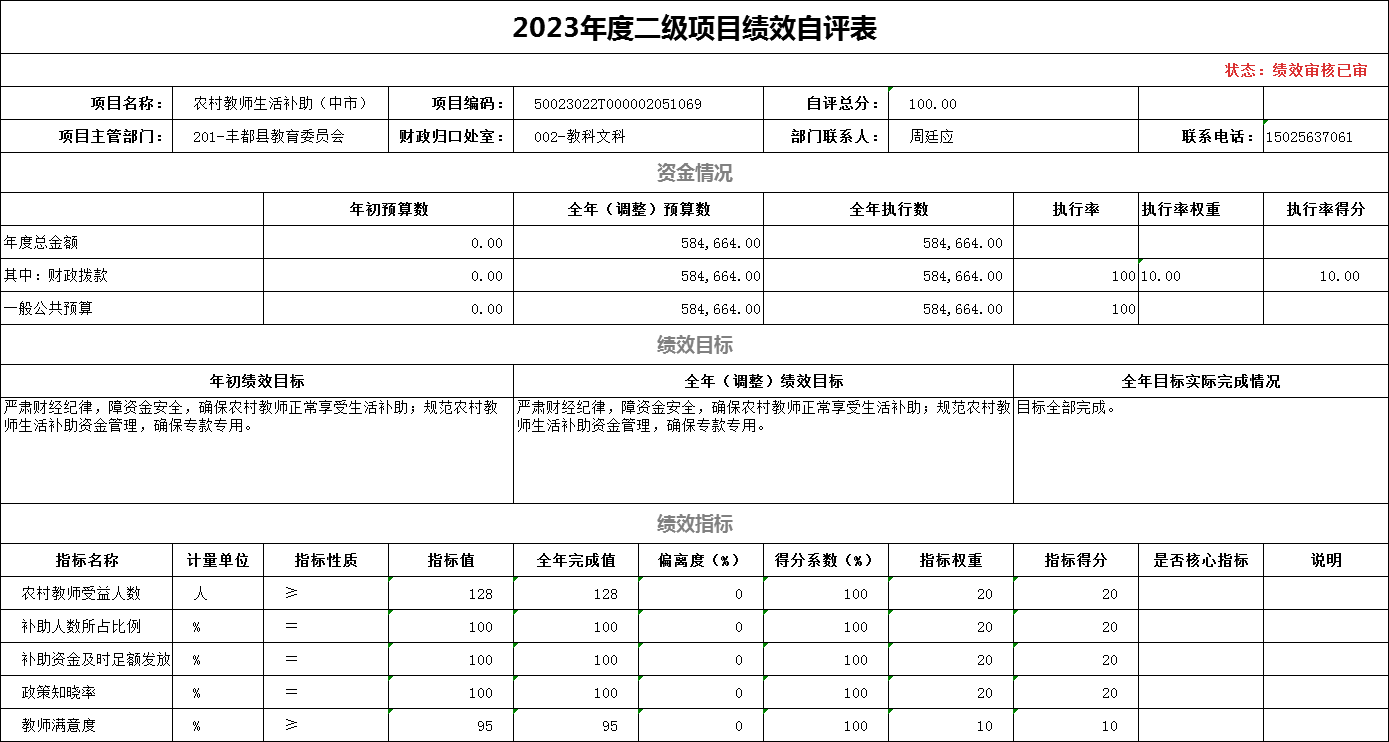 2023年度二级项目绩效自评表
状态：绩效审核已审
项目名称： 农村教师生活补助（中市） 项目编码： 50023022T000002051069 自评总分： 100.00
项目主管部门： 201-丰都县教育委员会 财政归口处室： 002-教科文科 部门联系人： 周廷应 联系电话： 15025637061
资金情况
年初预算数 全年（调整）预算数 全年执行数 执行率 执行率权重 执行率得分
年度总金额 0.00 584,664.00 584,664.00
其中：财政拨款 0.00 584,664.00 584,664.00 100 10.00 10.00
一般公共预算 0.00 584,664.00 584,664.00 100
绩效目标
年初绩效目标 全年（调整）绩效目标 全年目标实际完成情况
严肃财经纪律，障资金安全，确保农村教师正常享受生活补助；规范农村教
师生活补助资金管理，确保专款专用。
严肃财经纪律，障资金安全，确保农村教师正常享受生活补助；规范农村教
师生活补助资金管理，确保专款专用。
目标全部完成。
绩效指标
指标名称 计量单位 指标性质 指标值 全年完成值 偏离度（%） 得分系数（%） 指标权重 指标得分 是否核心指标 说明
农村教师受益人数 人 ≥ 128 128 0 100 20 20
补助人数所占比例 % ＝ 100 100 0 100 20 20
补助资金及时足额发放 % ＝ 100 100 0 100 20 20
政策知晓率 % ＝ 100 100 0 100 20 20
教师满意度 % ≥ 95 95 0 100 10 10